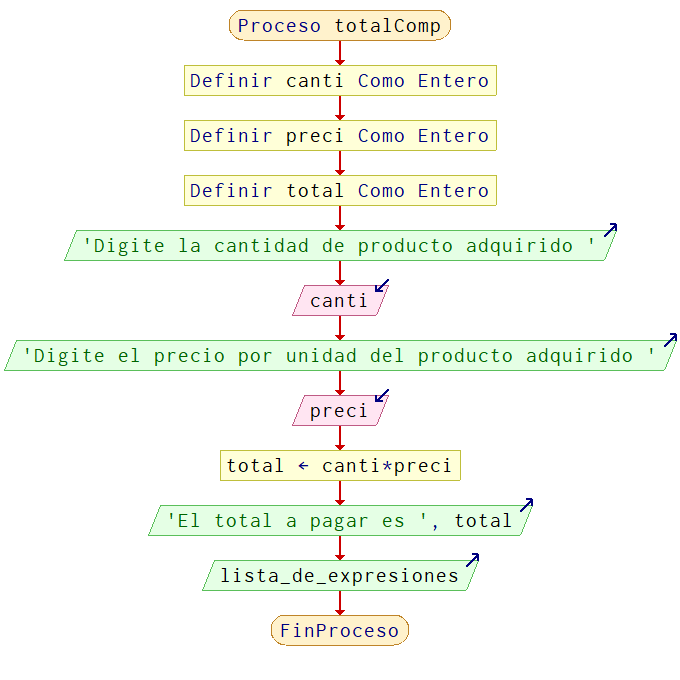 Proceso totalComp
Definir canti Como Entero
Definir preci Como Entero
Definir total Como Entero
'Digite la cantidad de producto adquirido '
canti
'Digite el precio por unidad del producto adquirido '
preci
total ← canti*preci
'El total a pagar es ', total
lista_de_expresiones
FinProceso